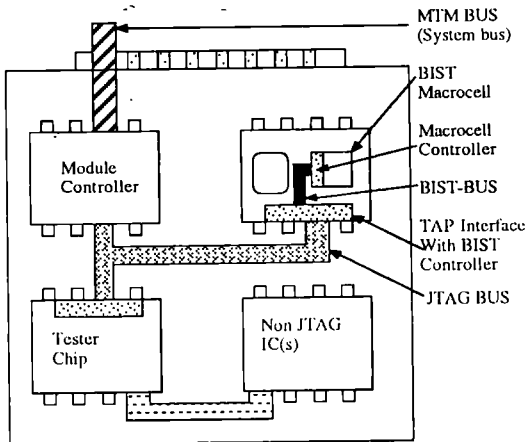 MTM BUS
(System bus)
BIST
Macrocell
Macrocell
Controller
BIST-BUS
TAP Interface
With BIST
Controller
JTAG BUS
Module
Controller
Tester
Chip
Non JTAG
IC(s)